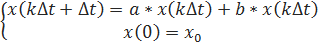 x(kΔt + Δt) = a * x(kΔt) + b * x(kΔt)
x(0) = x₀